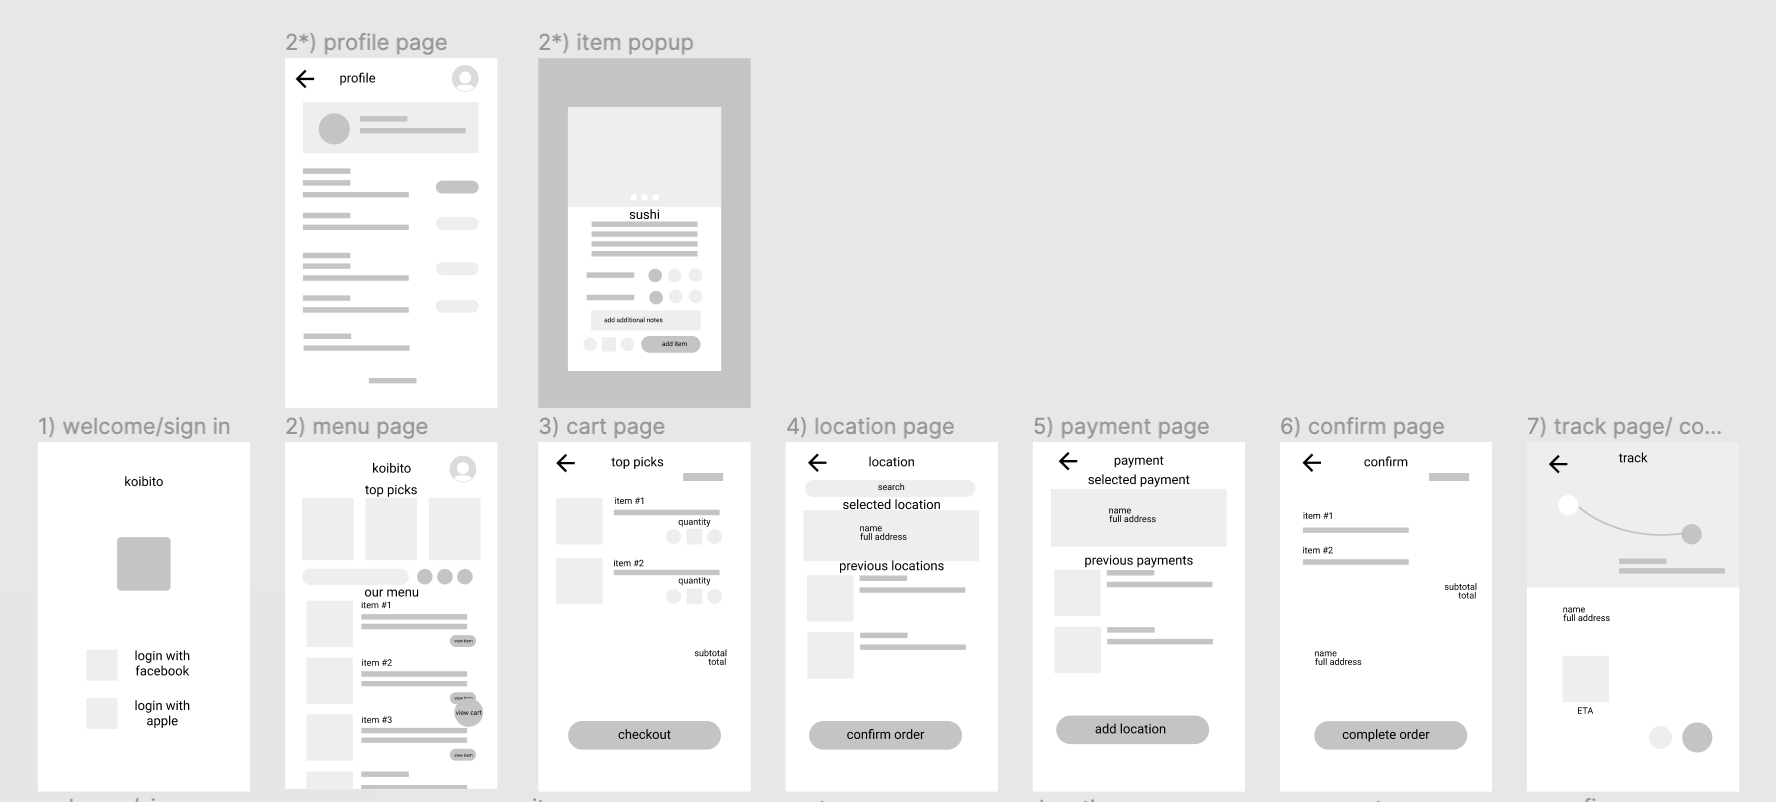 2*) profile page
profile
2*) item popup
sushi
add additional notes
add item
1) welcome/sign in
koibito
login with
facebook
login with
apple
2) menu page
koibito
top picks
our menu
item #1
view item
item #2
view item
view cart
item #3
view item
3) cart page
top picks
item #1
quantity
item #2
quantity
subtotal
total
checkout
4) location page
location
search
selected location
name
full address
previous locations
confirm order
5) payment page
payment
selected payment
name
full address
previous payments
add location
6) confirm page
confirm
item #1
item #2
subtotal
total
name
full address
complete order
7) track page/ co...
track
name
full address
ETA